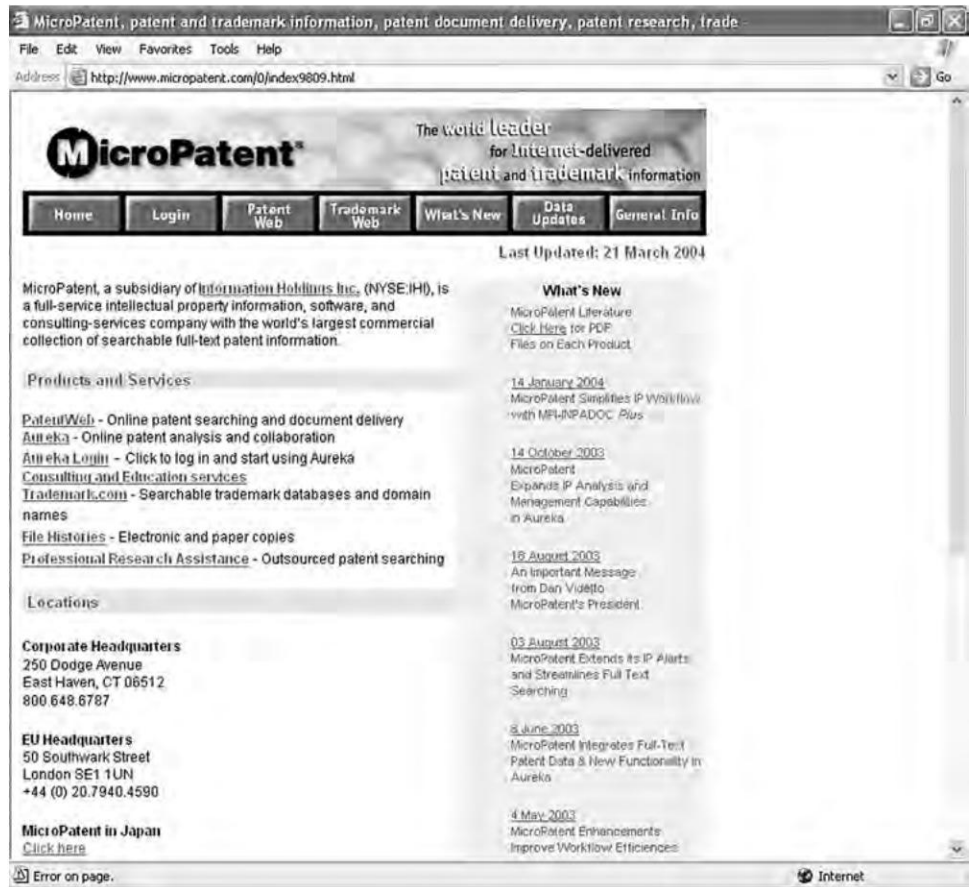 MicroPatent, patent and trademark information, patent document delivery, patent research, trade
File Edit View Favorites Tools Help
Address http://www.micropatent.com/0/index9809.html Go
MicroPatent®
The world leader
for Internet-delivered
patent and trademark information
Home Login Patent Web Trademark Web What's New Data Updates General Info
Last Updated: 21 March 2004
MicroPatent, a subsidiary of Information Holdings Inc. (NYSE:IHI), is
a full-service intellectual property information, software, and
consulting-services company with the world's largest commercial
collection of searchable full-text patent information.
Products and Services
PatentWeb - Online patent searching and document delivery
Aureka - Online patent analysis and collaboration
Aureka Login - Click to log in and start using Aureka
Consulting and Education services
Trademark.com - Searchable trademark databases and domain
names
File Histories - Electronic and paper copies
Professional Research Assistance - Outsourced patent searching
Locations
Corporate Headquarters
250 Dodge Avenue
East Haven, CT 06512
800.648.6787
EU Headquarters
50 Southwark Street
London SE1 1UN
+44 (0) 20.7940.4590
MicroPatent in Japan
Click here
What's New
MicroPatent Literature
Click Here for PDF
Files on Each Product
14 January 2004
MicroPatent Simplifies IP Workflow
with MPI-INPADOC Plus
14 October 2003
MicroPatent
Expands IP Analysis and
Management Capabilities
in Aureka
18 August 2003
An Important Message
from Dan Videtto
MicroPatent's President
03 August 2003
MicroPatent Extends its IP Alerts
and Streamlines Full Text
Searching
8 June 2003
MicroPatent Integrates Full-Text
Patent Data & New Functionality in
Aureka
4 May 2003
MicroPatent Enhancements
Improve Workflow Efficiences
Error on page. Internet